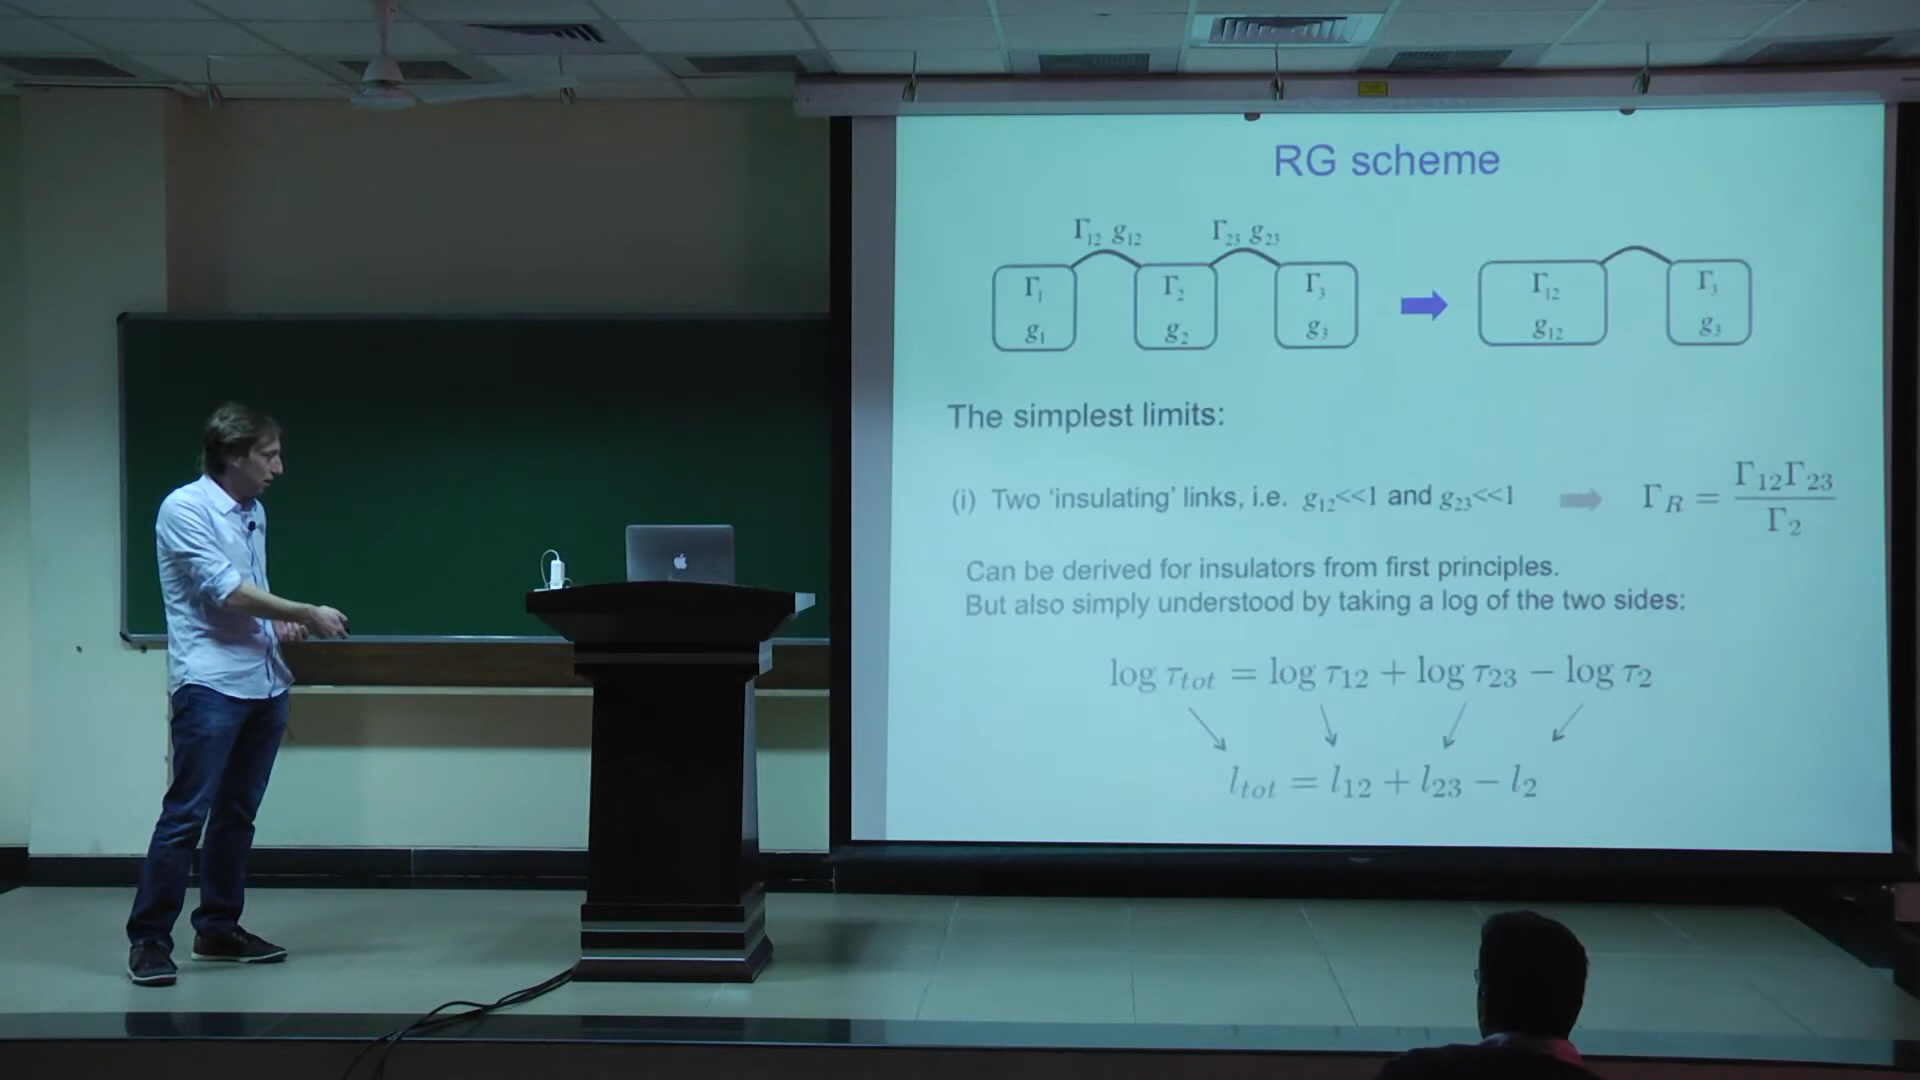 RG scheme
Γ₁₂ g₁₂ Γ₂₃ g₂₃
Γ₁ Γ₂ Γ₃ Γ₁₂ Γ₃
g₁ g₂ g₃ g₁₂ g₃
The simplest limits:
(i) Two ‘insulating’ links, i.e. g₁₂<<1 and g₂₃<<1 Γ_R = Γ₁₂Γ₂₃ / Γ₂
Can be derived for insulators from first principles.
But also simply understood by taking a log of the two sides:
log τ_tot = log τ₁₂ + log τ₂₃ − log τ₂
l_tot = l₁₂ + l₂₃ − l₂